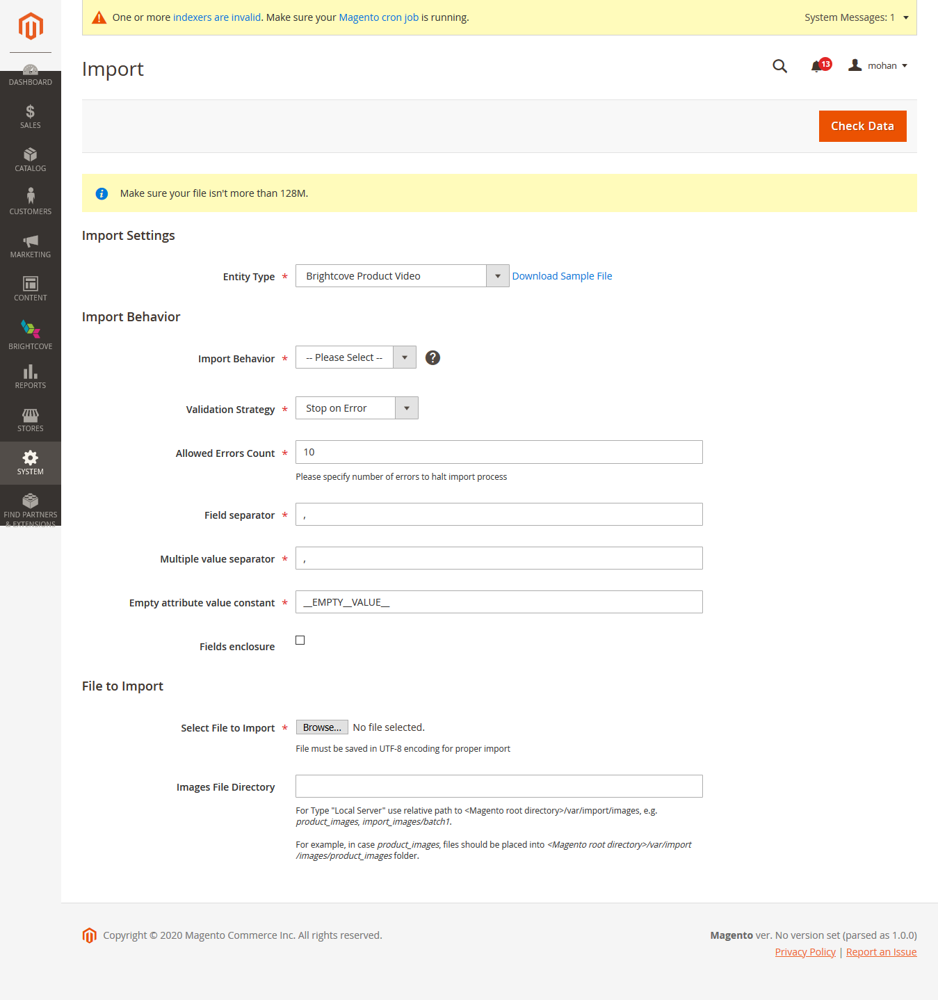 One or more indexers are invalid. Make sure your Magento cron job is running.
System Messages: 1
Import
13
mohan
DASHBOARD
SALES
CATALOG
CUSTOMERS
MARKETING
CONTENT
BRIGHTCOVE
REPORTS
STORES
SYSTEM
FIND PARTNERS
& EXTENSIONS
Check Data
Make sure your file isn't more than 128M.
Import Settings
Entity Type * Brightcove Product Video Download Sample File
Import Behavior
Import Behavior * -- Please Select -- ?
Validation Strategy * Stop on Error
Allowed Errors Count * 10
Please specify number of errors to halt import process
Field separator * ,
Multiple value separator * ,
Empty attribute value constant * __EMPTY__VALUE__
Fields enclosure
File to Import
Select File to Import * Browse... No file selected.
File must be saved in UTF-8 encoding for proper import
Images File Directory
For Type "Local Server" use relative path to <Magento root directory>/var/import/images, e.g.
product_images, import_images/batch1.
For example, in case product_images, files should be placed into <Magento root directory>/var/import
/images/product_images folder.
Copyright © 2020 Magento Commerce Inc. All rights reserved.
Magento ver. No version set (parsed as 1.0.0)
Privacy Policy | Report an Issue